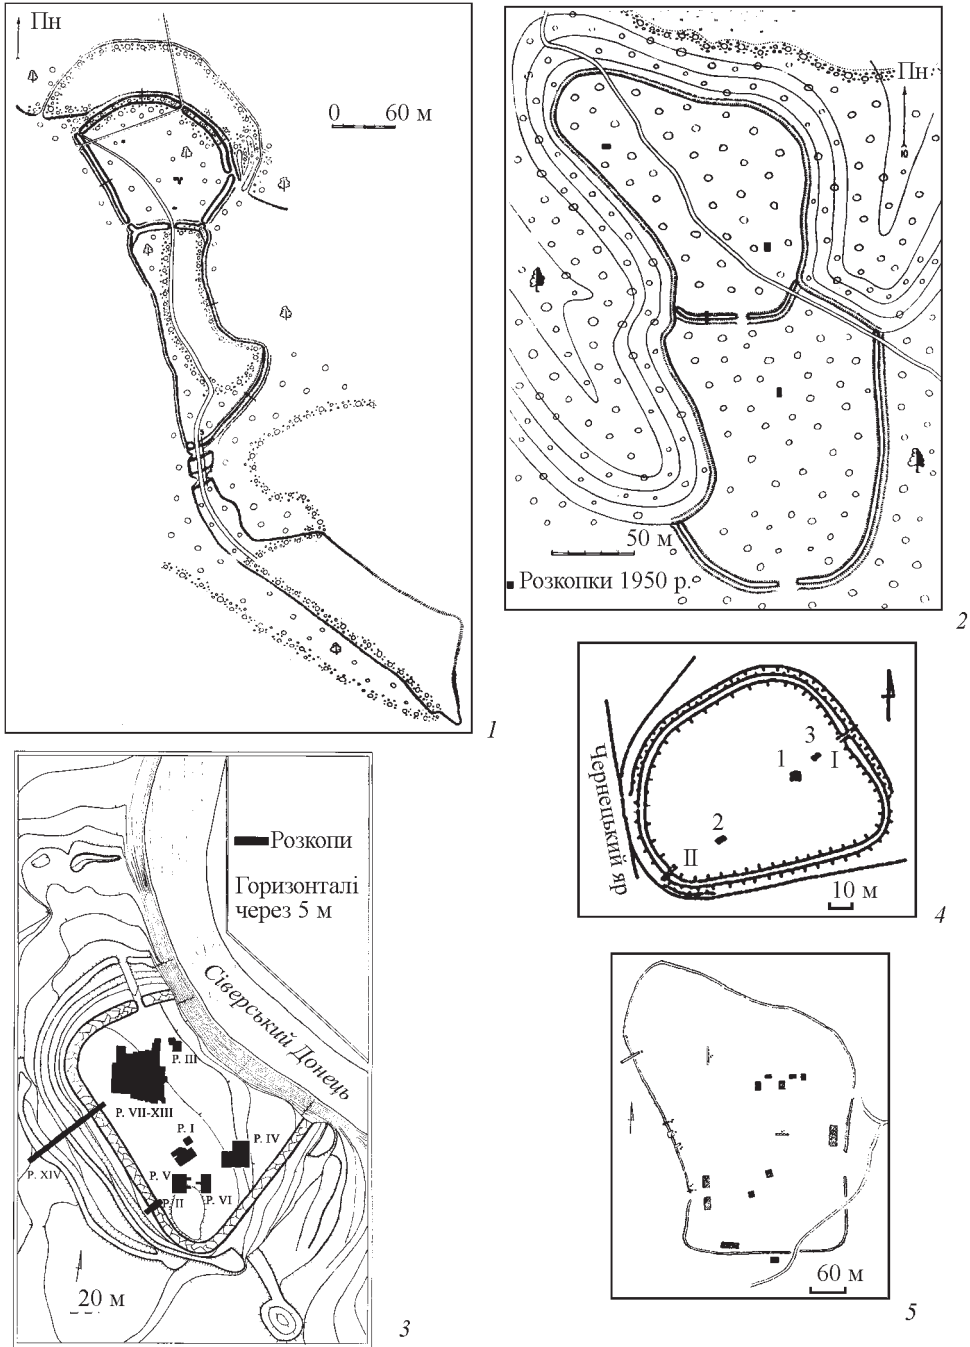 Пн
0 60 м
1
Пн
50 м
Розкопки 1950 р.
2
Розкопи
Горизонталі
через 5 м
Сіверський Донець
Р. III
Р. VII-XIII
Р. I
Р. IV
Р. V
Р. XIV
Р. II
Р. VI
20 м
3
Чернецький яр
3
1
I
2
II
10 м
4
60 м
5